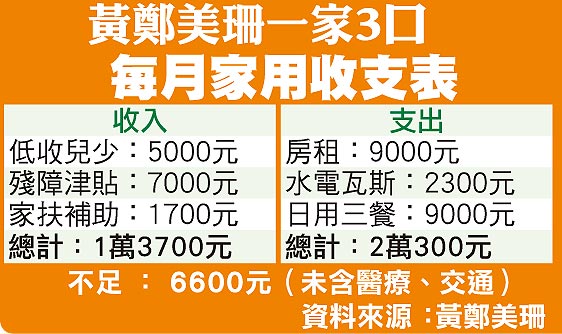 黃鄭美珊一家3口
每月家用收支表
收入
低收兒少：5000元
殘障津貼：7000元
家扶補助：1700元
總計：1萬3700元
支出
房租：9000元
水電瓦斯：2300元
日用三餐：9000元
總計：2萬300元
不足：6600元（未含醫療、交通）
資料來源：黃鄭美珊